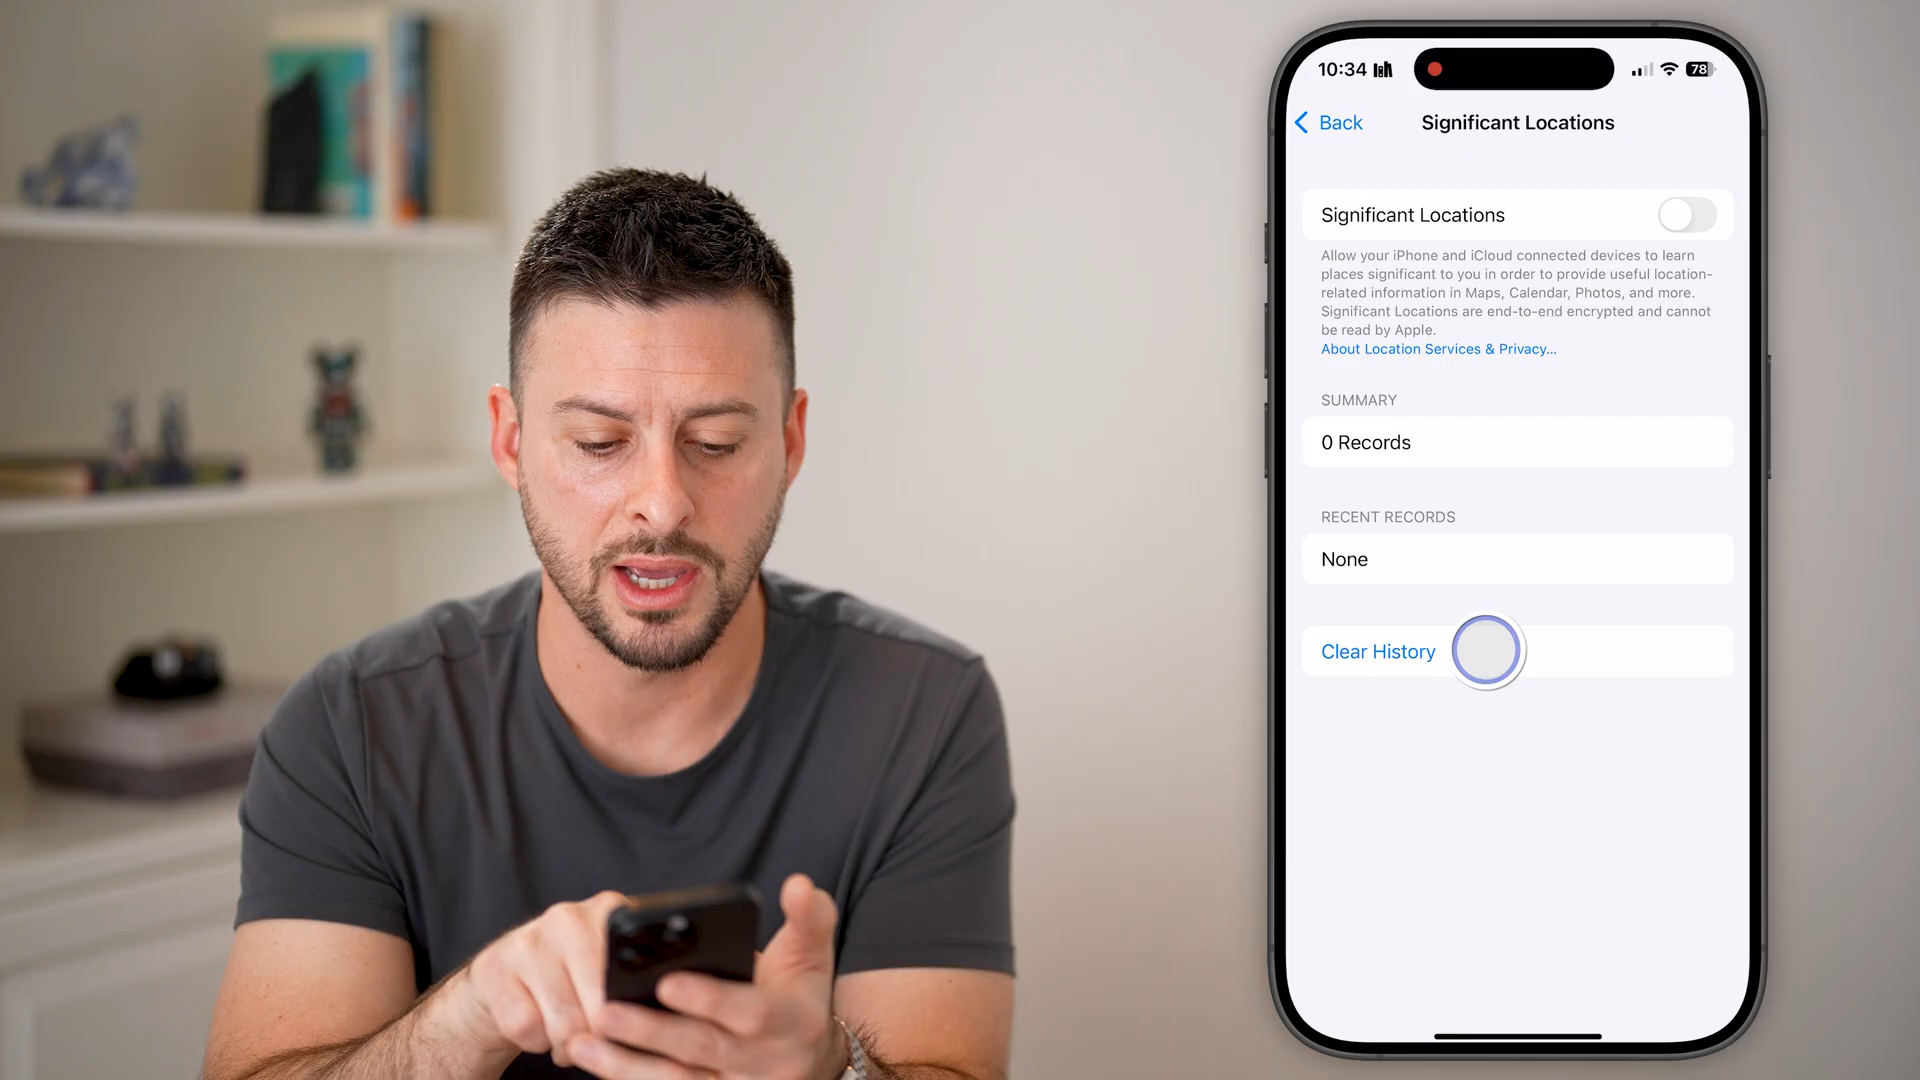 10:34
78
Back
Significant Locations
Significant Locations
Allow your iPhone and iCloud connected devices to learn
places significant to you in order to provide useful location-
related information in Maps, Calendar, Photos, and more.
Significant Locations are end-to-end encrypted and cannot
be read by Apple.
About Location Services & Privacy...
SUMMARY
0 Records
RECENT RECORDS
None
Clear History